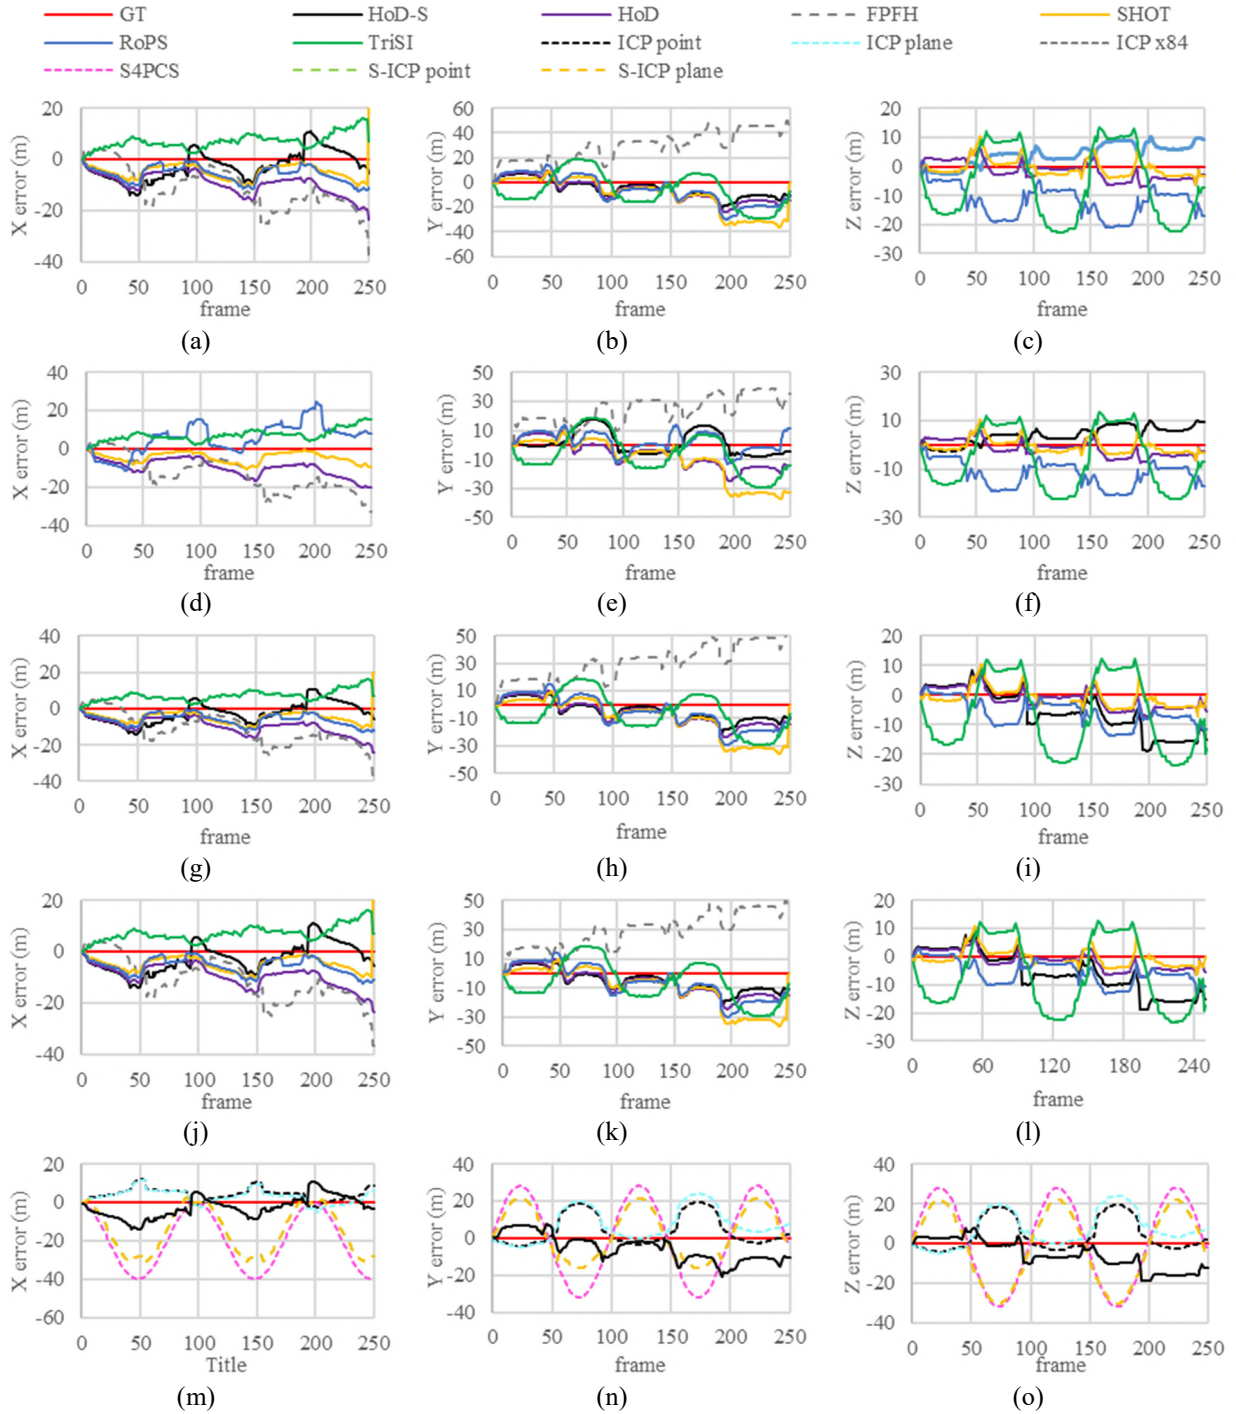 GT HoD-S HoD FPFH SHOT
RoPS TriSI ICP point ICP plane ICP x84
S4PCS S-ICP point S-ICP plane
X error (m)
20
0
-20
-40
0 50 100 150 200 250
frame
(a)
Y error (m)
60
40
20
0
-20
-40
-60
0 50 100 150 200 250
frame
(b)
Z error (m)
20
10
0
-10
-20
-30
0 50 100 150 200 250
frame
(c)
X error (m)
40
20
0
-20
-40
0 50 100 150 200 250
frame
(d)
Y error (m)
50
30
10
-10
-30
-50
0 50 100 150 200 250
frame
(e)
Z error (m)
30
10
-10
-30
0 50 100 150 200 250
frame
(f)
X error (m)
40
20
0
-20
-40
0 50 100 150 200 250
frame
(g)
Y error (m)
50
30
10
-10
-30
-50
0 50 100 150 200 250
frame
(h)
Z error (m)
20
10
0
-10
-20
-30
0 50 100 150 200 250
frame
(i)
X error (m)
20
0
-20
-40
0 50 100 150 200 250
frame
(j)
Y error (m)
50
30
10
-10
-30
-50
0 50 100 150 200 250
frame
(k)
Z error (m)
20
10
0
-10
-20
-30
0 60 120 180 240
frame
(l)
X error (m)
20
0
-20
-40
-60
0 50 100 150 200 250
Title
(m)
Y error (m)
40
20
0
-20
-40
0 50 100 150 200 250
frame
(n)
Z error (m)
40
20
0
-20
-40
0 50 100 150 200 250
frame
(o)